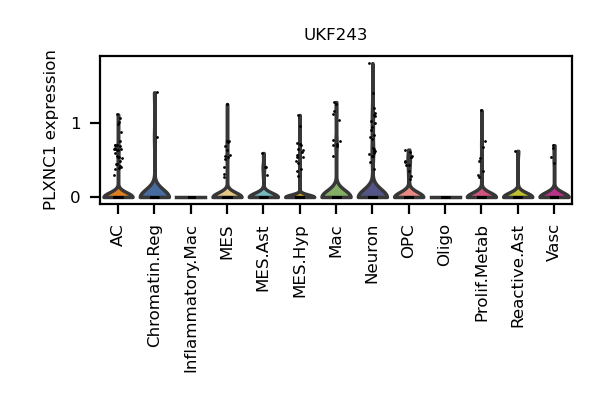 UKF243
PLXNC1 expression
1
0
AC
Chromatin.Reg
Inflammatory.Mac
MES
MES.Ast
MES.Hyp
Mac
Neuron
OPC
Oligo
Prolif.Metab
Reactive.Ast
Vasc